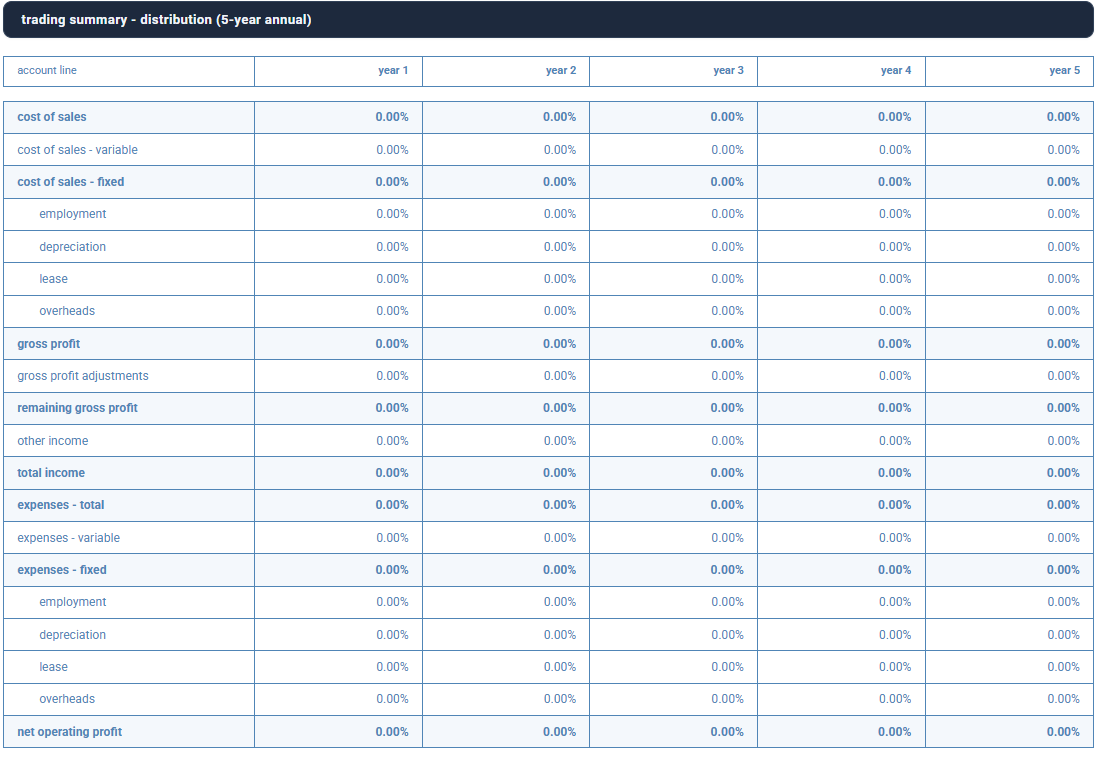 trading summary - distribution (5-year annual)
account line year 1 year 2 year 3 year 4 year 5
cost of sales 0.00% 0.00% 0.00% 0.00% 0.00%
cost of sales - variable 0.00% 0.00% 0.00% 0.00% 0.00%
cost of sales - fixed 0.00% 0.00% 0.00% 0.00% 0.00%
employment 0.00% 0.00% 0.00% 0.00% 0.00%
depreciation 0.00% 0.00% 0.00% 0.00% 0.00%
lease 0.00% 0.00% 0.00% 0.00% 0.00%
overheads 0.00% 0.00% 0.00% 0.00% 0.00%
gross profit 0.00% 0.00% 0.00% 0.00% 0.00%
gross profit adjustments 0.00% 0.00% 0.00% 0.00% 0.00%
remaining gross profit 0.00% 0.00% 0.00% 0.00% 0.00%
other income 0.00% 0.00% 0.00% 0.00% 0.00%
total income 0.00% 0.00% 0.00% 0.00% 0.00%
expenses - total 0.00% 0.00% 0.00% 0.00% 0.00%
expenses - variable 0.00% 0.00% 0.00% 0.00% 0.00%
expenses - fixed 0.00% 0.00% 0.00% 0.00% 0.00%
employment 0.00% 0.00% 0.00% 0.00% 0.00%
depreciation 0.00% 0.00% 0.00% 0.00% 0.00%
lease 0.00% 0.00% 0.00% 0.00% 0.00%
overheads 0.00% 0.00% 0.00% 0.00% 0.00%
net operating profit 0.00% 0.00% 0.00% 0.00% 0.00%